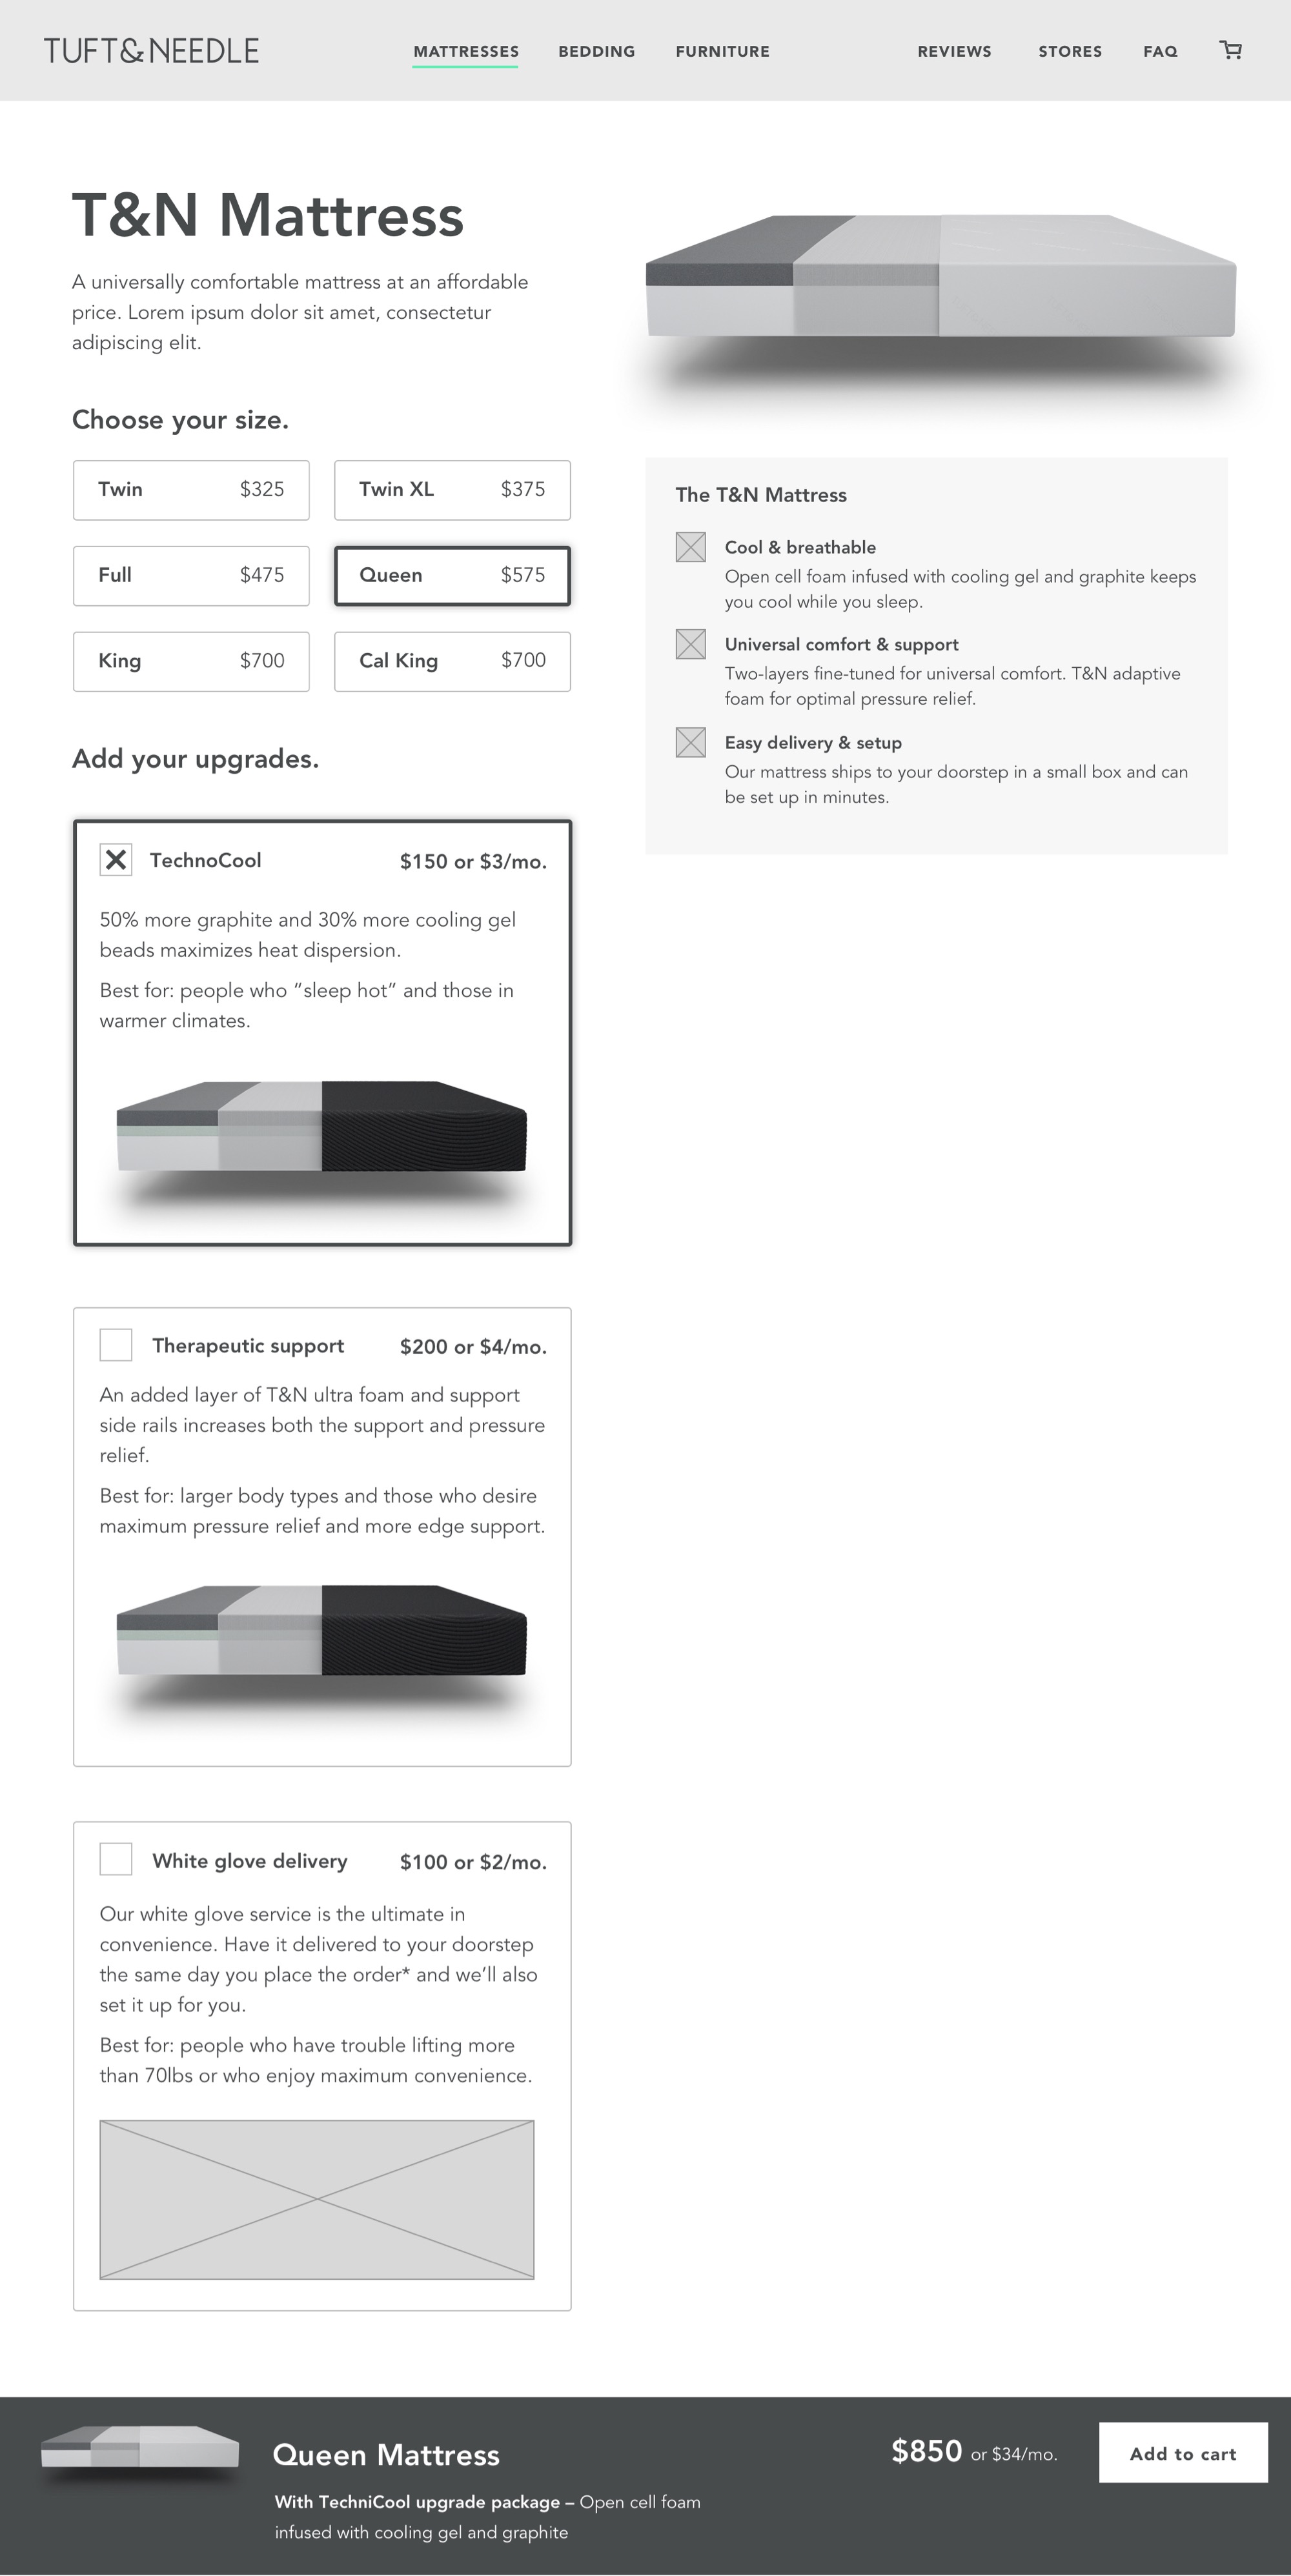 TUFT&NEEDLE
MATTRESSES
BEDDING
FURNITURE
REVIEWS
STORES
FAQ
T&N Mattress
A universally comfortable mattress at an affordable
price. Lorem ipsum dolor sit amet, consectetur
adipiscing elit.
Choose your size.
Twin $325
Twin XL $375
Full $475
Queen $575
King $700
Cal King $700
The T&N Mattress
Cool & breathable
Open cell foam infused with cooling gel and graphite keeps
you cool while you sleep.
Universal comfort & support
Two-layers fine-tuned for universal comfort. T&N adaptive
foam for optimal pressure relief.
Easy delivery & setup
Our mattress ships to your doorstep in a small box and can
be set up in minutes.
Add your upgrades.
TechnoCool $150 or $3/mo.
50% more graphite and 30% more cooling gel
beads maximizes heat dispersion.
Best for: people who “sleep hot” and those in
warmer climates.
Therapeutic support $200 or $4/mo.
An added layer of T&N ultra foam and support
side rails increases both the support and pressure
relief.
Best for: larger body types and those who desire
maximum pressure relief and more edge support.
White glove delivery $100 or $2/mo.
Our white glove service is the ultimate in
convenience. Have it delivered to your doorstep
the same day you place the order* and we’ll also
set it up for you.
Best for: people who have trouble lifting more
than 70lbs or who enjoy maximum convenience.
Queen Mattress
With TechniCool upgrade package – Open cell foam
infused with cooling gel and graphite
$850 or $34/mo.
Add to cart